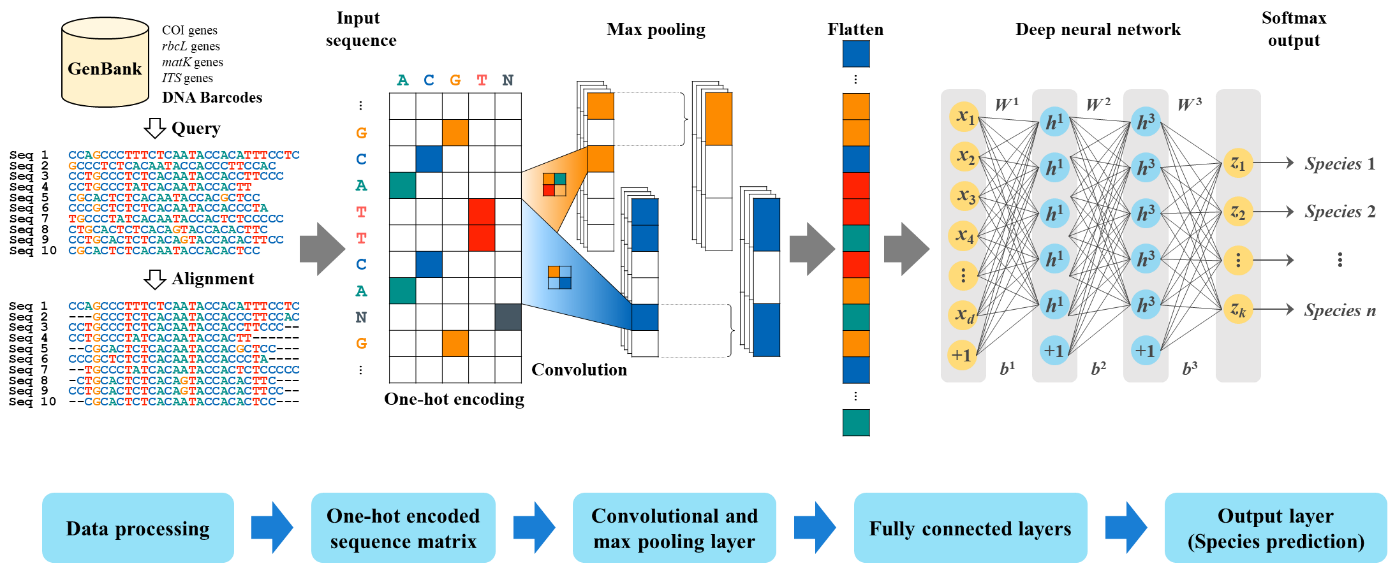 GenBank
COI genes
rbcL genes
matK genes
ITS genes
DNA Barcodes
Query
Seq 1 CCAGCCCTTTCTCAATACCACATTTCCTC
Seq 2 GCCCTCTCACAATACCACCCTTCCAC
Seq 3 CCTGCCCTCTCACAATACCACCTTCCC
Seq 4 CCTGCCCTATCACAATACCACTT
Seq 5 CGCACTCTCACAATACCACGCTCC
Seq 6 CCCGCTCTCTCACAATACCACCCTA
Seq 7 TGCCCTATCACAATACCACTCTCCCCC
Seq 8 CTGCACTCTCACAGTACCACACTTC
Seq 9 CCTGCACTCTCACAGTACCACACTTCC
Seq 10 CGCACTCTCACAATACCACACTCC
Alignment
Seq 1 CCAGCCCTTTCTCAATACCACATTTCCTC
Seq 2 ---GCCCTCTCACAATACCACCCTTCCAC
Seq 3 CCTGCCCTCTCACAATACCACCTTCCC--
Seq 4 CCTGCCCTATCACAATACCACTT------
Seq 5 --CGCACTCTCACAATACCACGCTCC---
Seq 6 CCCGCTCTCTCACAATACCACCCTA----
Seq 7 --TGCCCTATCACAATACCACTCTCCCCC
Seq 8 -CTGCACTCTCACAGTACCACACTTC---
Seq 9 CCTGCACTCTCACAGTACCACACTTCC--
Seq 10 --CGCACTCTCACAATACCACACTCC---
Input
sequence
A C G T N
⋮
G
C
A
T
T
C
A
N
G
⋮
One-hot encoding
Convolution
Max pooling
Flatten
⋮
⋮
Deep neural network
W1 W2 W3
x1
x2
x3
x4
⋮
xd
+1
h1
h1
h1
h1
h1
+1
h3
h3
h3
h3
h3
+1
b1 b2 b3
z1
z2
⋮
zk
Softmax
output
Species 1
Species 2
⋮
Species n
Data processing
One-hot encoded
sequence matrix
Convolutional and
max pooling layer
Fully connected layers
Output layer
(Species prediction)